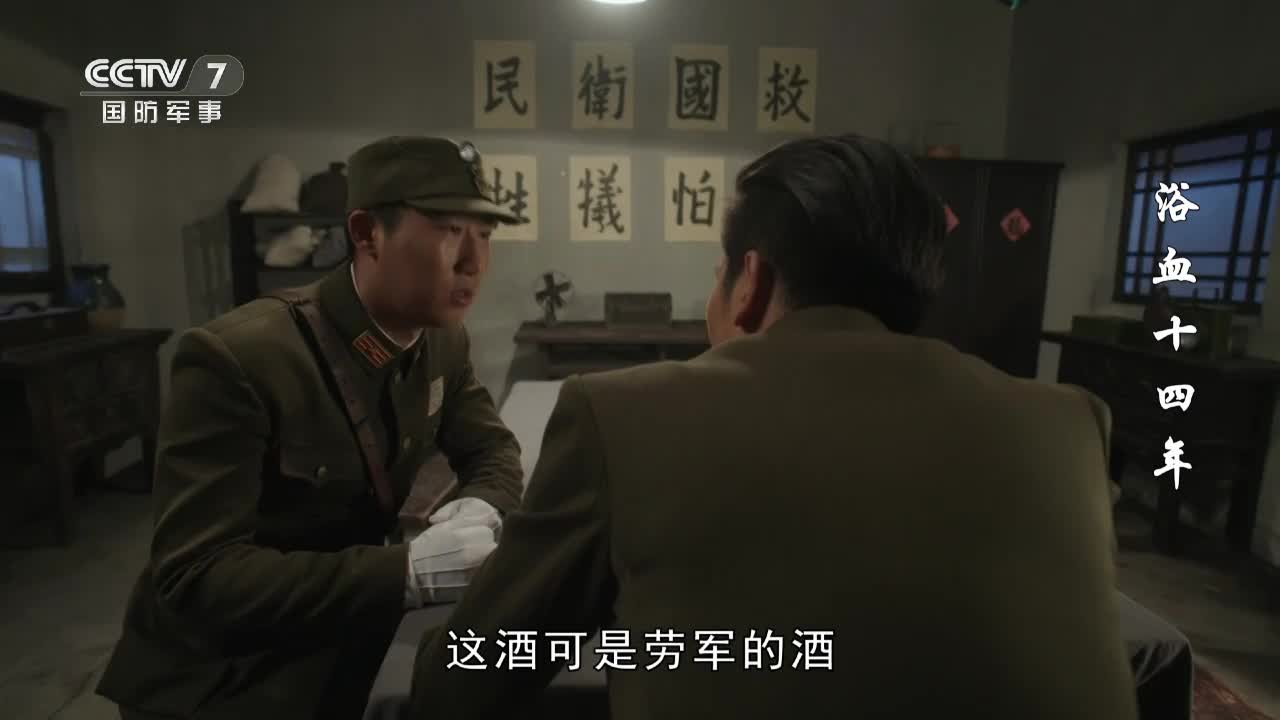 CCTV 7
国防军事
救國衛民
怕犧牲
浴血十四年
这酒可是劳军的酒